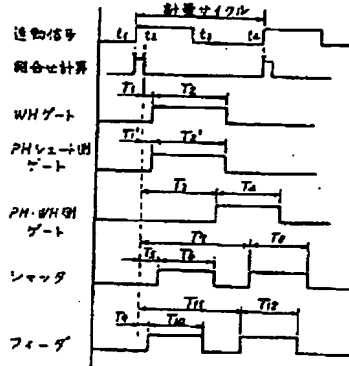 計量サイクル
連動信号 t₁ t₂ t₃ t₄
組合せ計算
T₁ T₂
WHゲート
T₁' T₂'
PHシュート側
ゲート
T₃ T₄
PH・WH側
ゲート
T₇ T₈
T₅ T₆
シャッタ
T₁₁ T₁₂
T₉ T₁₀
フィーダ